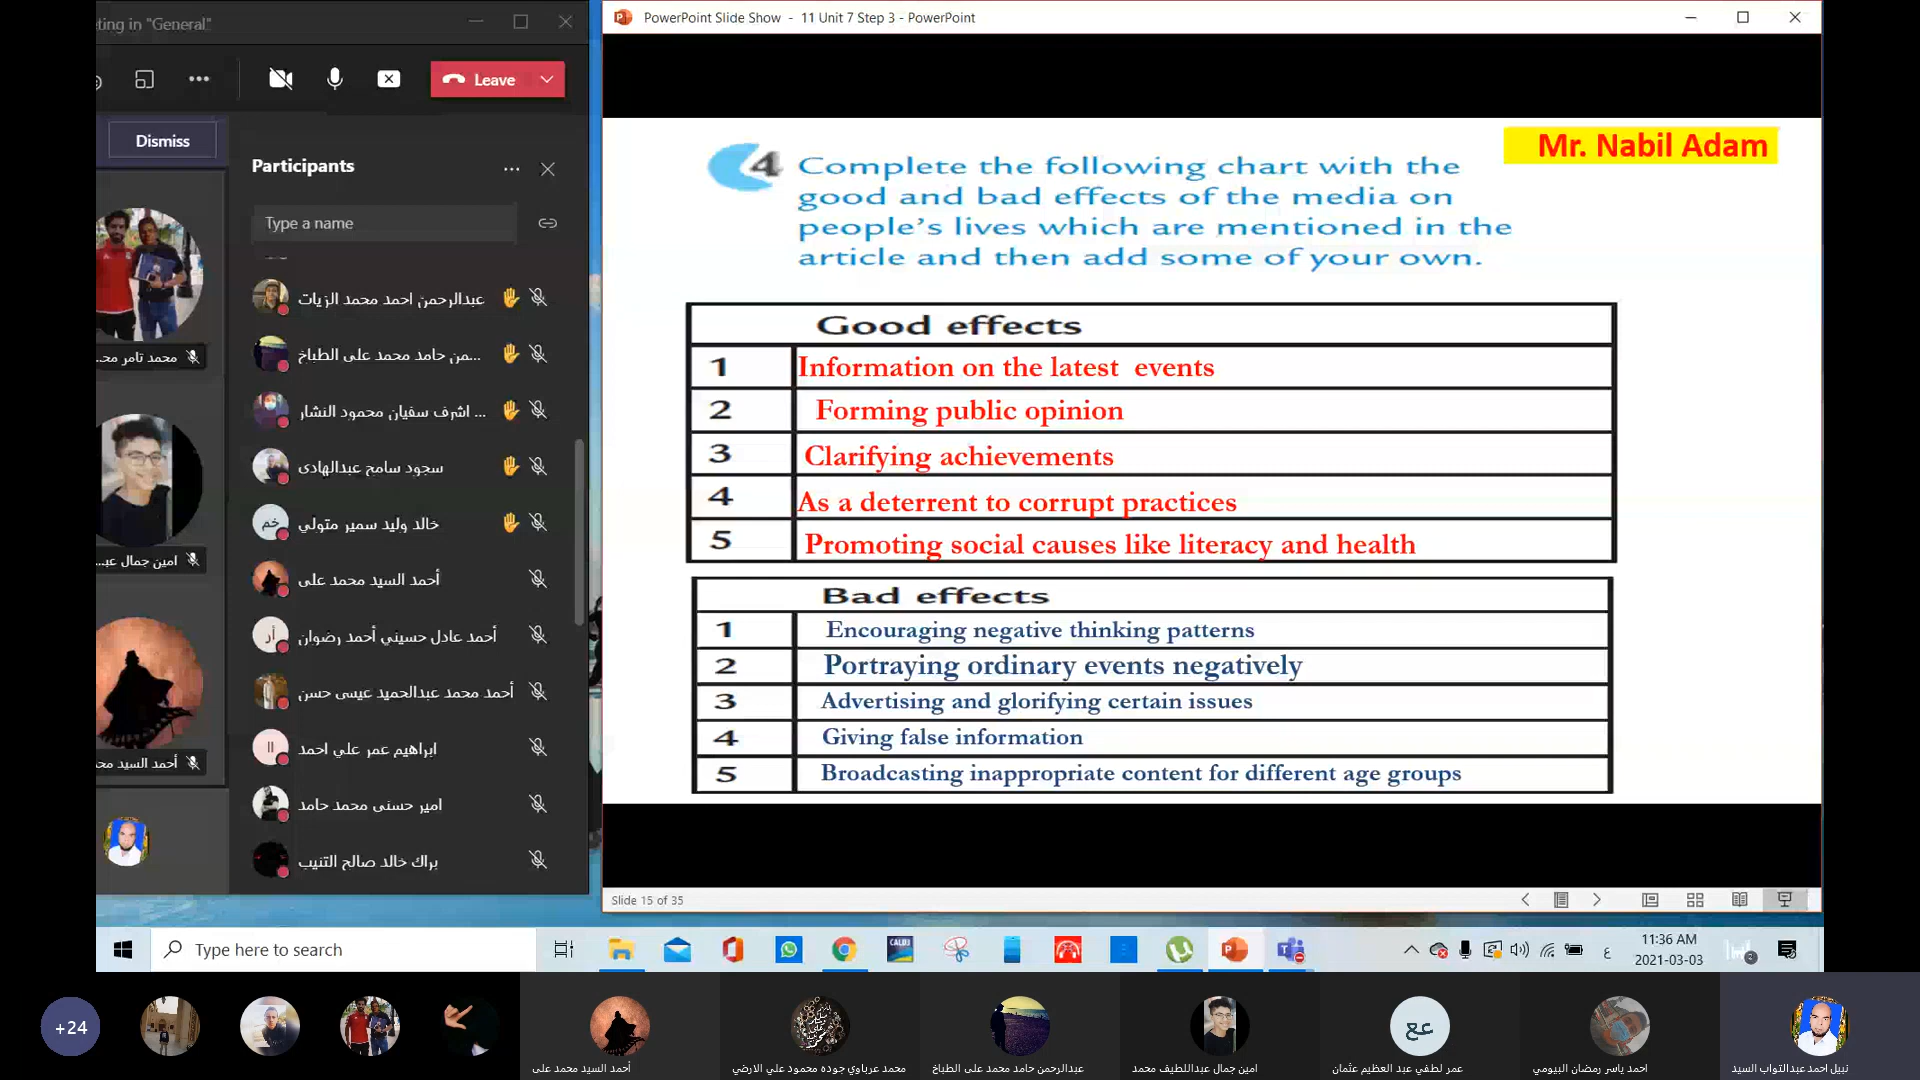 ting in "General"
Leave
Dismiss
Participants
Type a name
عبدالرحمن احمد محمد الزيات
...من حامد محمد على الطباخ
... اشرف سفيان محمود النشار
سجود سامح عبدالهادى
خم
خالد وليد سمير متولي
أحمد السيد محمد على
أر
أحمد عادل حسيني أحمد رضوان
أحمد محمد عبدالحميد عيسى حسن
اا
ابراهيم عمر علي احمد
امير حسنى محمد حامد
براك خالد صالح التنيب
محمد تامر مح...
امين جمال عبـ...
أحمد السيد محـ
PowerPoint Slide Show - 11 Unit 7 Step 3 - PowerPoint
Mr. Nabil Adam
4 Complete the following chart with the
good and bad effects of the media on
people's lives which are mentioned in the
article and then add some of your own.
Good effects
1 Information on the latest events
2 Forming public opinion
3 Clarifying achievements
4 As a deterrent to corrupt practices
5 Promoting social causes like literacy and health
Bad effects
1 Encouraging negative thinking patterns
2 Portraying ordinary events negatively
3 Advertising and glorifying certain issues
4 Giving false information
5 Broadcasting inappropriate content for different age groups
Slide 15 of 35
Type here to search
ع
11:36 AM
2021-03-03
2
+24
عع
أحمد السيد محمد على
محمد عرباوي جوده محمود علي الارضي
عبدالرحمن حامد محمد على الطباخ
امين جمال عبداللطيف محمد
عمر لطفي عبد العظيم عثمان
احمد ياسر رمضان البيومي
نبيل احمد عبدالتواب السيد